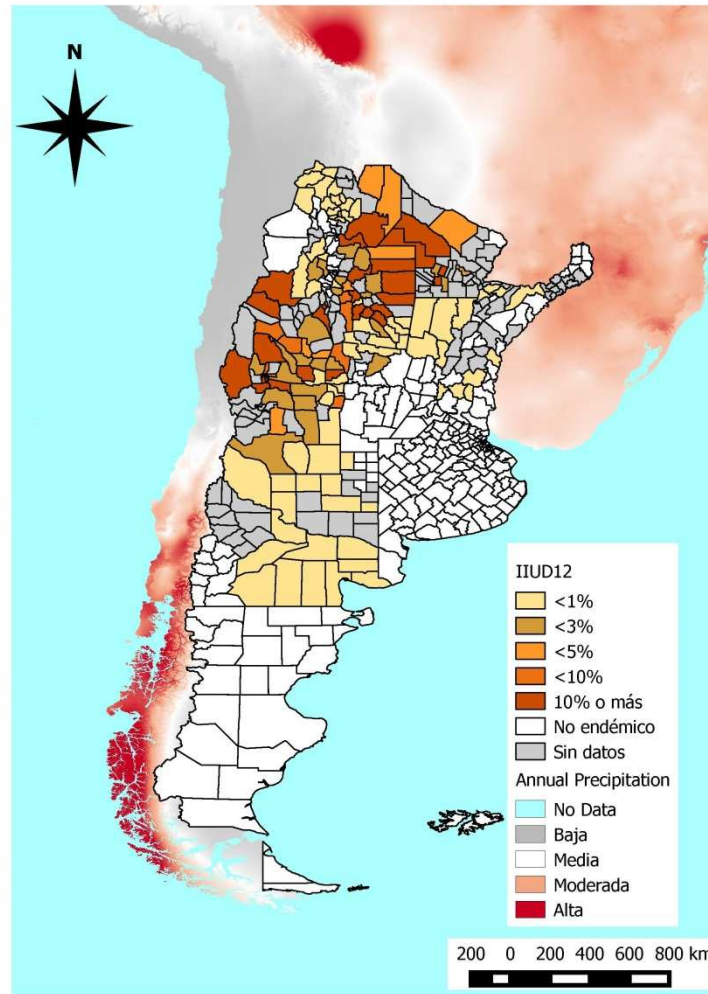 N
IIUD12
<1%
<3%
<5%
<10%
10% o más
No endémico
Sin datos
Annual Precipitation
No Data
Baja
Media
Moderada
Alta
200 0 200 400 600 800 km